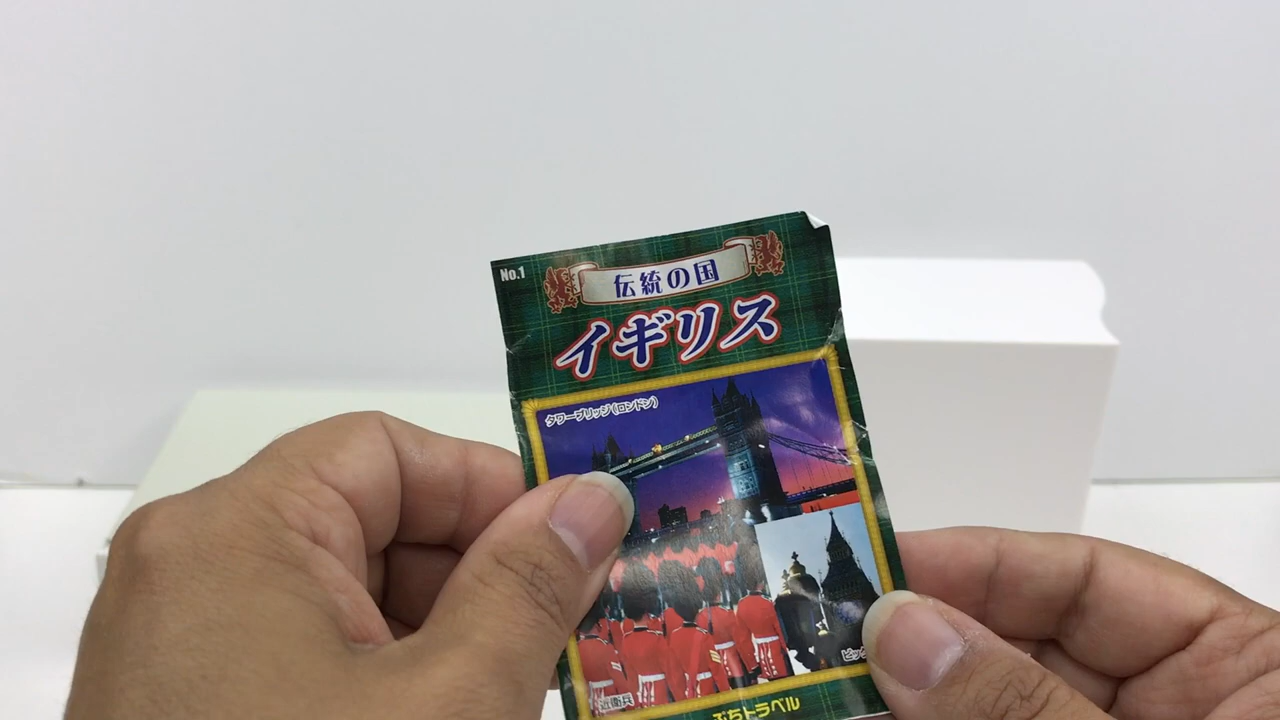 No.1
伝統の国
イギリス
タワーブリッジ(ロンドン)
近衛兵
ぷちトラベル